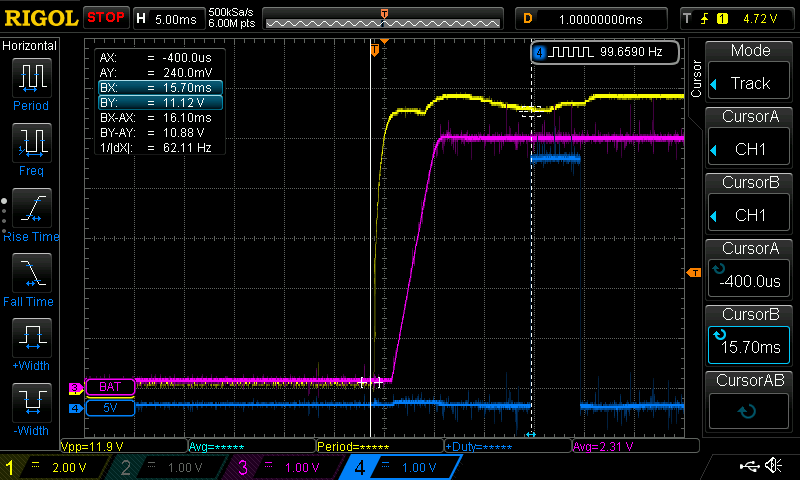 RIGOL STOP H 5.00ms 500kSa/s 6.00M pts T D 1.00000000ms T 1 4.72 V
Horizontal
Period
Freq
Rise Time
Fall Time
+Width
-Width
AX: = -400.0us
AY: = 240.0mV
BX: = 15.70ms
BY: = 11.12 V
BX-AX: = 16.10ms
BY-AY: = 10.88 V
1/|dX|: = 62.11 Hz
T
4 99.6590 Hz
T
3 BAT
4 5V
Vpp=11.9 V Avg=***** Period=***** +Duty=***** Avg=2.31 V
1 = 2.00 V 2 = 1.00 V 3 = 1.00 V 4 = 1.00 V
Cursor
Mode
Track
CursorA
CH1
CursorB
CH1
CursorA
-400.0us
CursorB
15.70ms
CursorAB